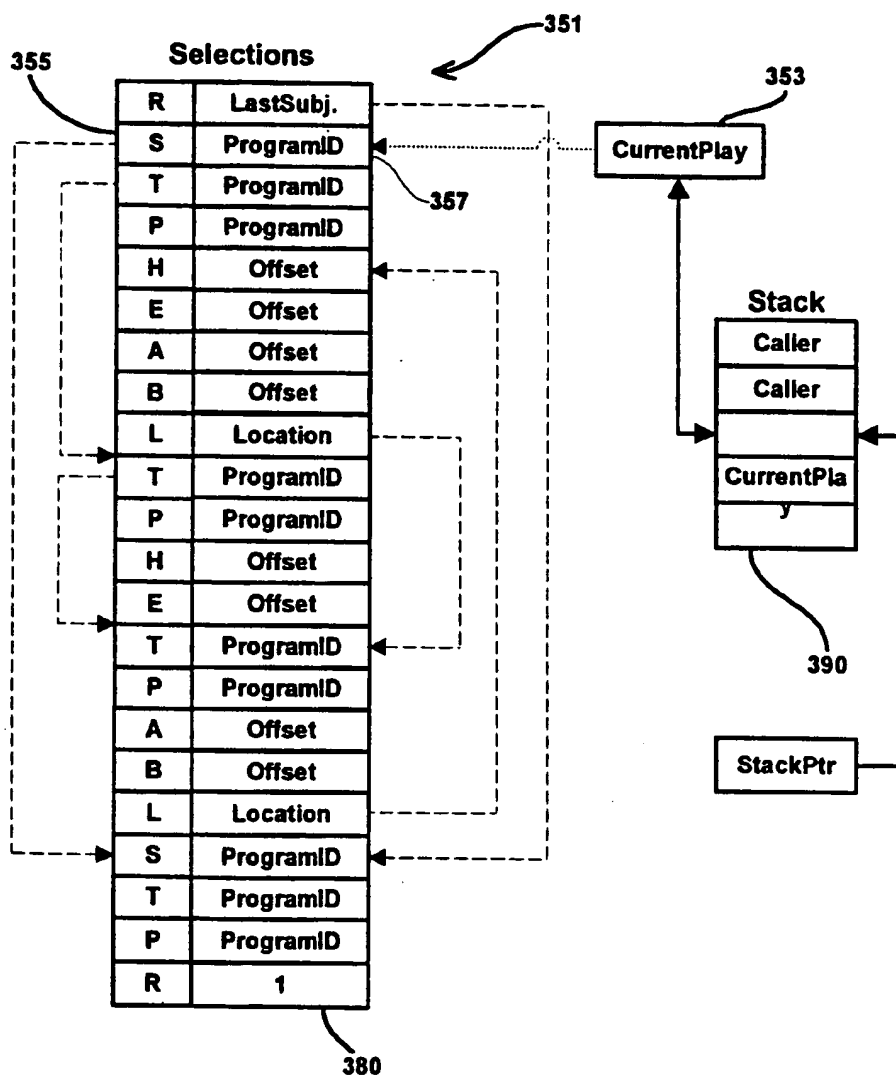 351
Selections
355
353
R LastSubj.
S ProgramID
CurrentPlay
T ProgramID
357
P ProgramID
H Offset
E Offset
A Offset
B Offset
L Location
T ProgramID
P ProgramID
H Offset
E Offset
T ProgramID
P ProgramID
A Offset
B Offset
L Location
S ProgramID
T ProgramID
P ProgramID
R 1
380
Stack
Caller
Caller
CurrentPla
y
390
StackPtr